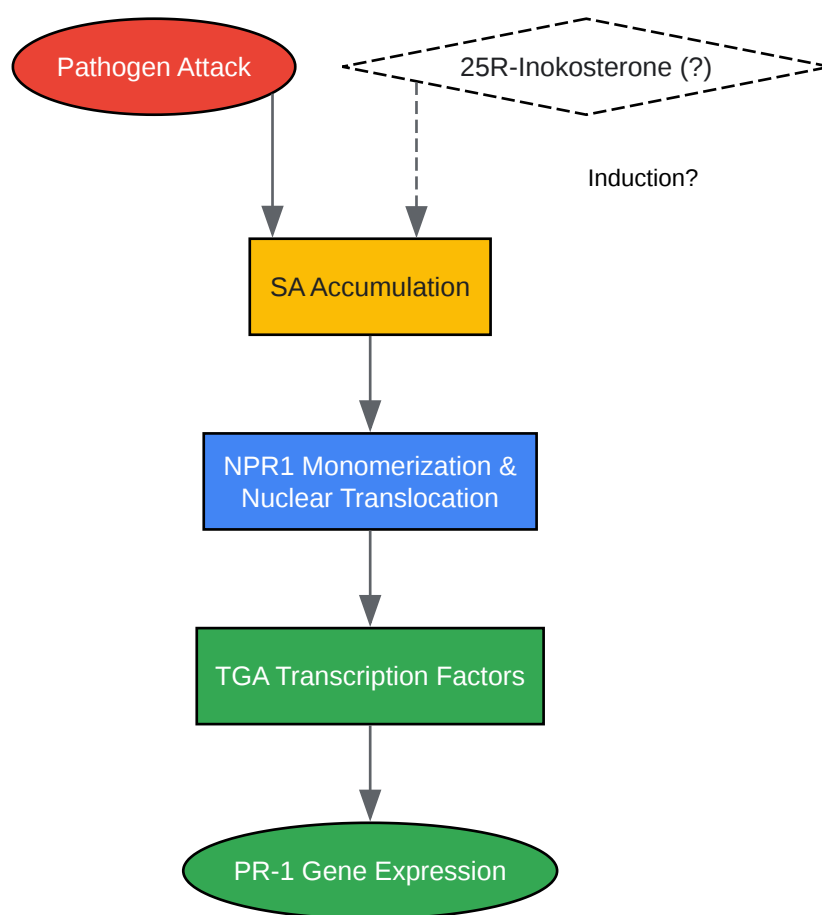 Pathogen Attack
25R-Inokosterone (?)
Induction?
SA Accumulation
NPR1 Monomerization &
Nuclear Translocation
TGA Transcription Factors
PR-1 Gene Expression